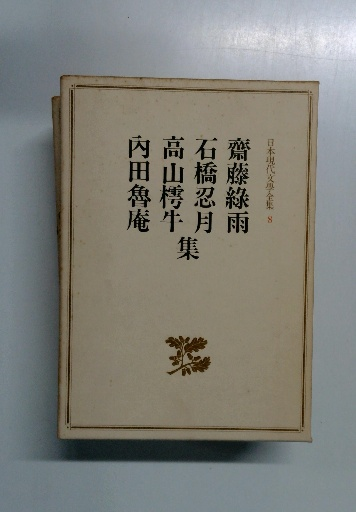 日本現代文學全集 8
齋藤綠雨
石橋忍月
高山樗牛
內田魯庵
集